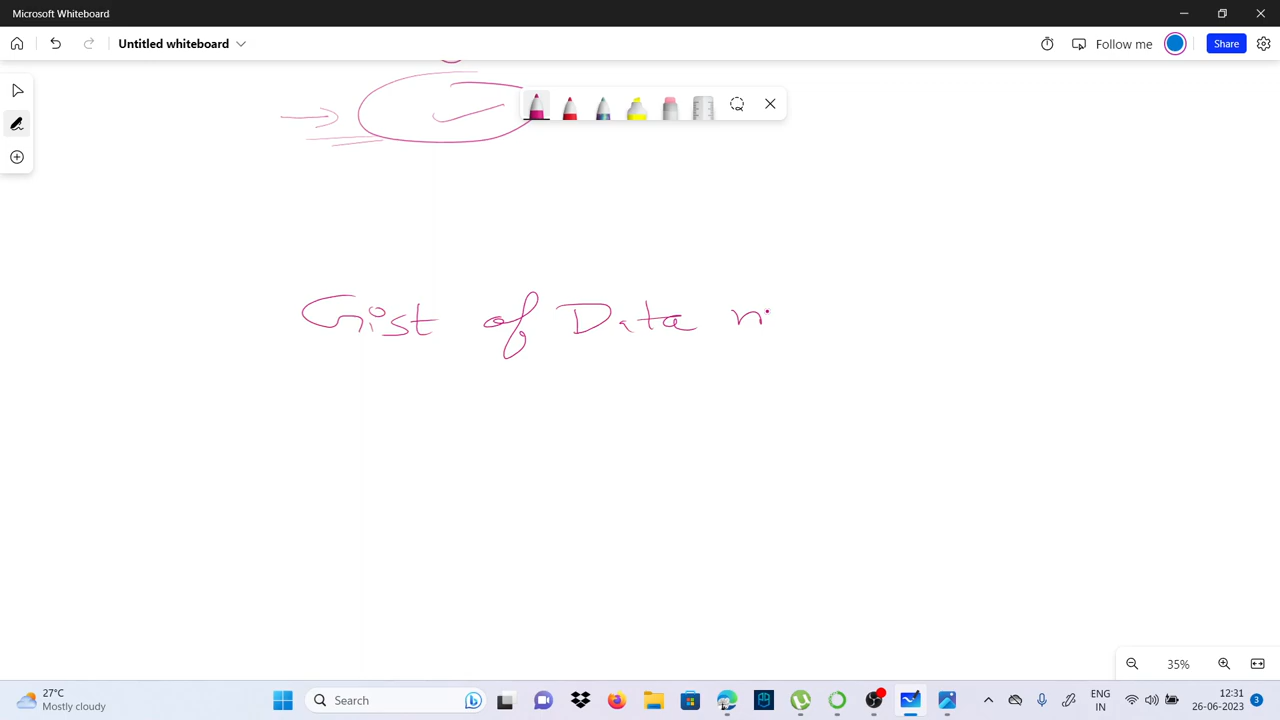 Microsoft Whiteboard
Untitled whiteboard
Follow me
Share
Gist of Data
35%
27°C
Mostly cloudy
Search
ENG
IN
12:31
26-06-2023
3